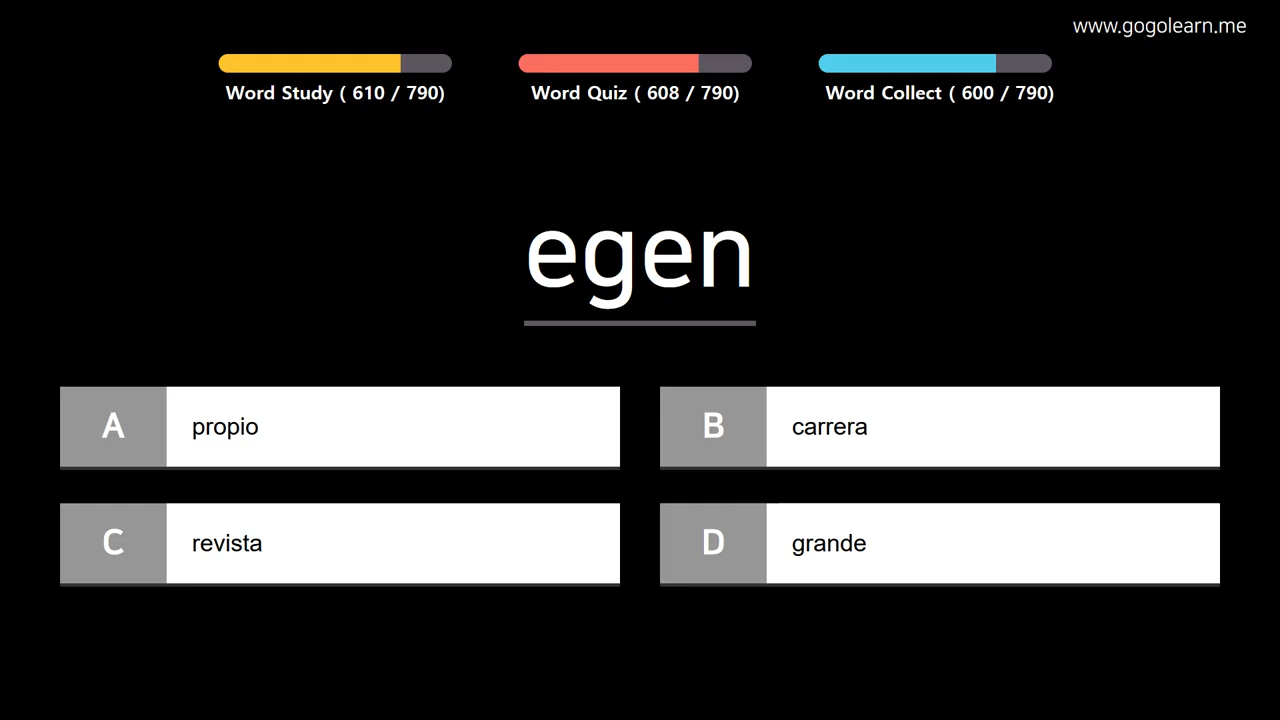 www.gogolearn.me
Word Study ( 610 / 790)
Word Quiz ( 608 / 790)
Word Collect ( 600 / 790)
egen
A propio
B carrera
C revista
D grande